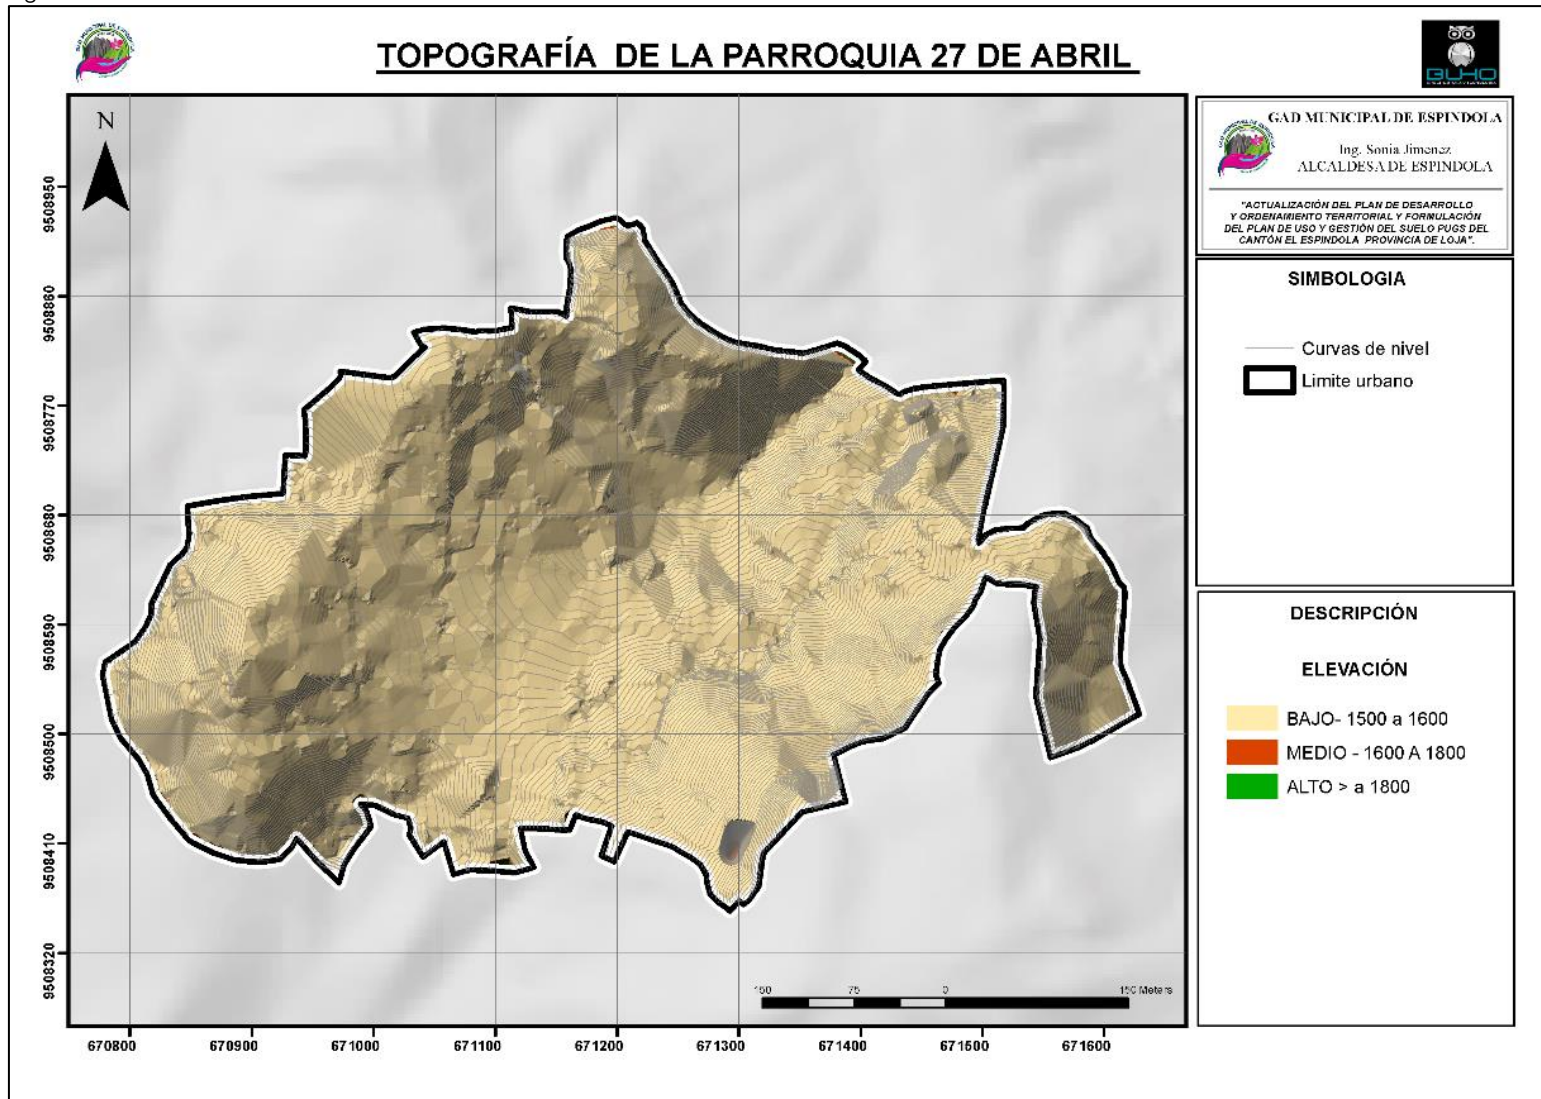 TOPOGRAFÍA DE LA PARROQUIA 27 DE ABRIL
BUHO
N
GAD MUNICIPAL DE ESPINDOLA
Ing. Sonia Jimenez
ALCALDESA DE ESPINDOLA
"ACTUALIZACIÓN DEL PLAN DE DESARROLLO
Y ORDENAMIENTO TERRITORIAL Y FORMULACIÓN
DEL PLAN DE USO Y GESTIÓN DEL SUELO PUGS DEL
CANTÓN EL ESPINDOLA PROVINCIA DE LOJA".
SIMBOLOGIA
Curvas de nivel
Limite urbano
DESCRIPCIÓN
ELEVACIÓN
BAJO- 1500 a 1600
MEDIO - 1600 A 1800
ALTO > a 1800
9508950
9508860
9508770
9508680
9508590
9508500
9508410
9508320
150 75 0 150 Meters
670800 670900 671000 671100 671200 671300 671400 671500 671600